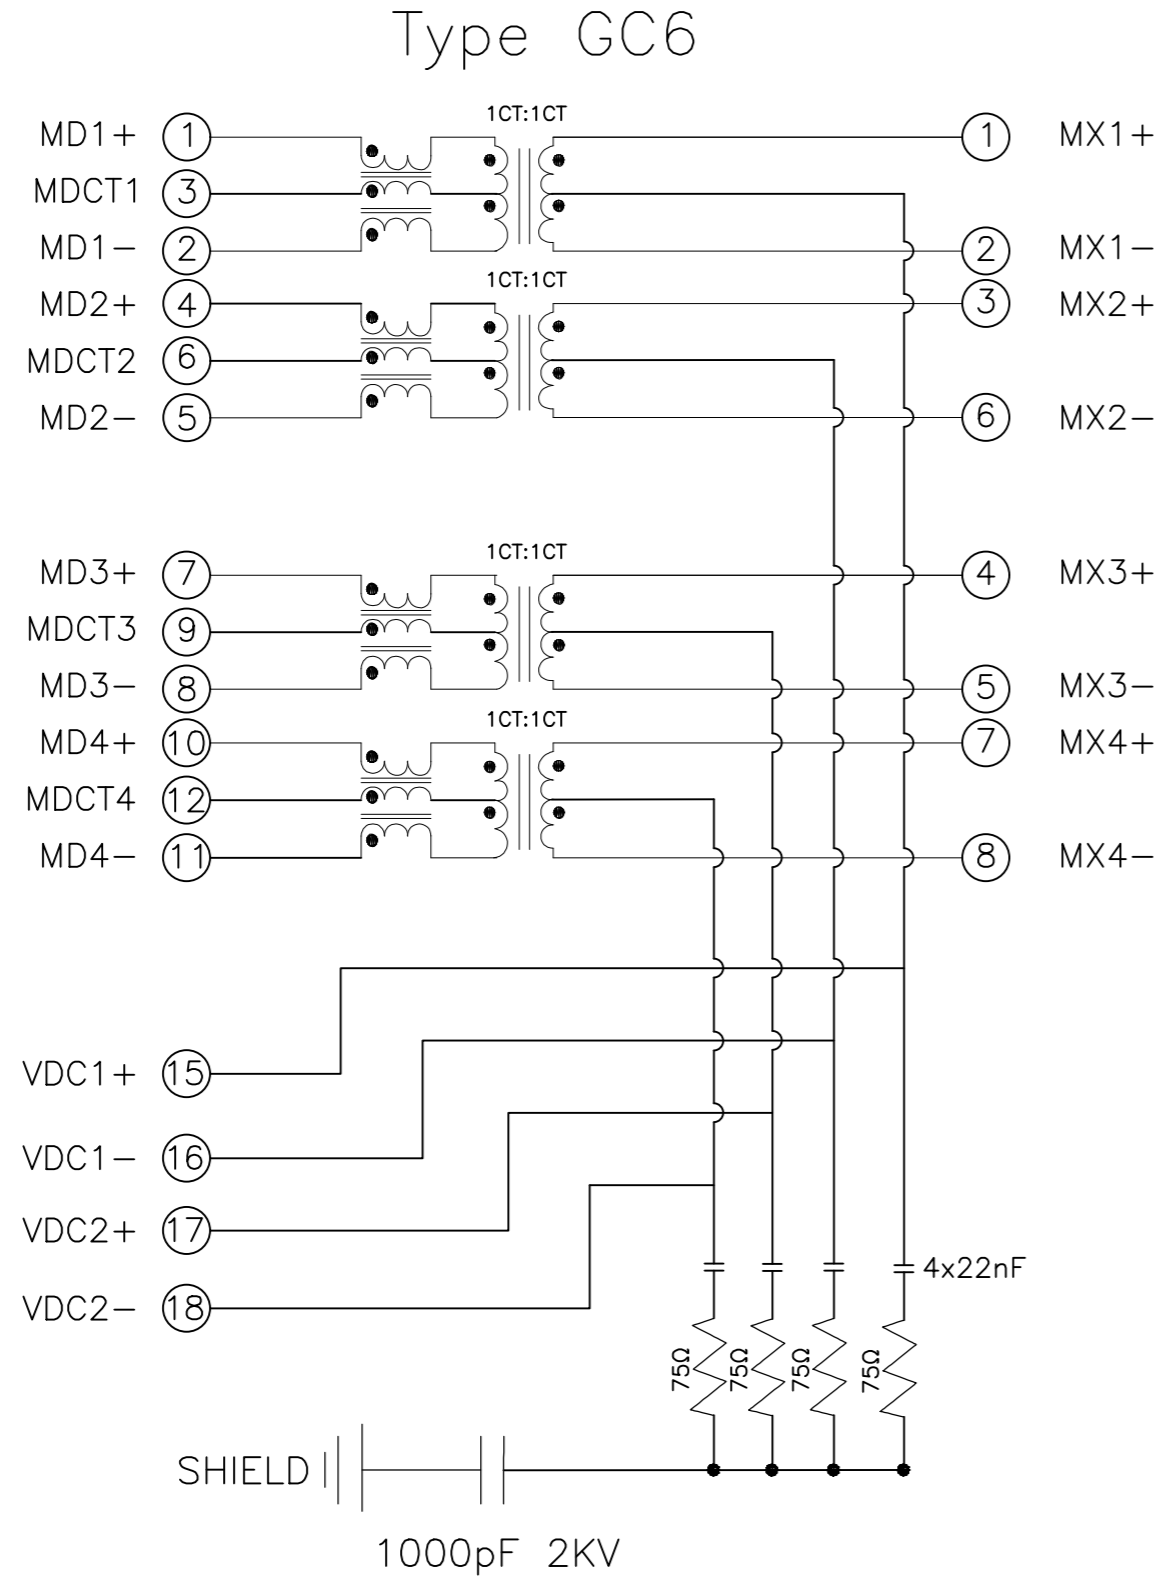 Type GC6
1CT:1CT
MD1+ 1 1 MX1+
MDCT1 3
MD1- 2 2 MX1-
1CT:1CT
MD2+ 4 3 MX2+
MDCT2 6
MD2- 5 6 MX2-
1CT:1CT
MD3+ 7 4 MX3+
MDCT3 9
MD3- 8 5 MX3-
1CT:1CT
MD4+ 10 7 MX4+
MDCT4 12
MD4- 11 8 MX4-
VDC1+ 15
VDC1- 16
VDC2+ 17
4x22nF
VDC2- 18
75Ω 75Ω 75Ω 75Ω
SHIELD
1000pF 2KV